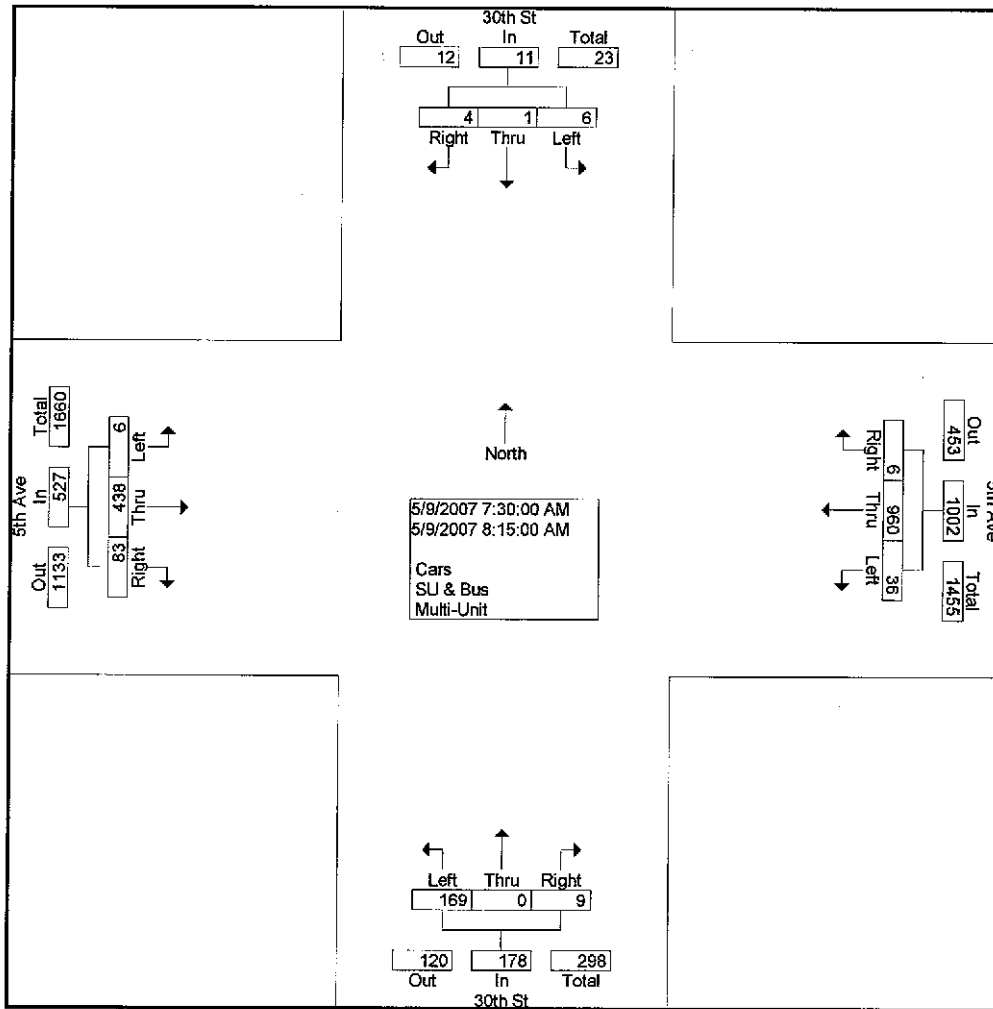 30th St
Out In Total
12 11 23
4 1 6
Right Thru Left
Total 1660
In 527
Out 1133
5th Ave
6 Left
438 Thru
83 Right
North
5/9/2007 7:30:00 AM
5/9/2007 8:15:00 AM
Cars
SU & Bus
Multi-Unit
Right 6
Thru 960
Left 36
Out 453
In 1002
Total 1455
Ave
Left Thru Right
169 0 9
120 178 298
Out In Total
30th St